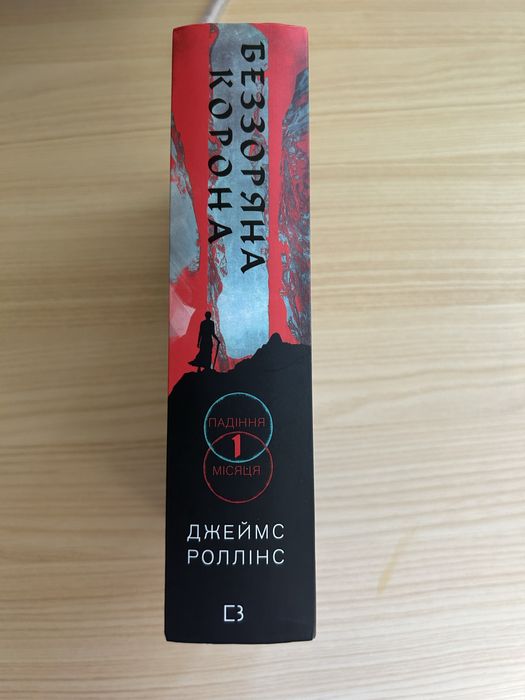 БЕЗЗОРЯНА
КОРОНА
ПАДІННЯ
1
МІСЯЦЯ
ДЖЕЙМС
РОЛЛІНС